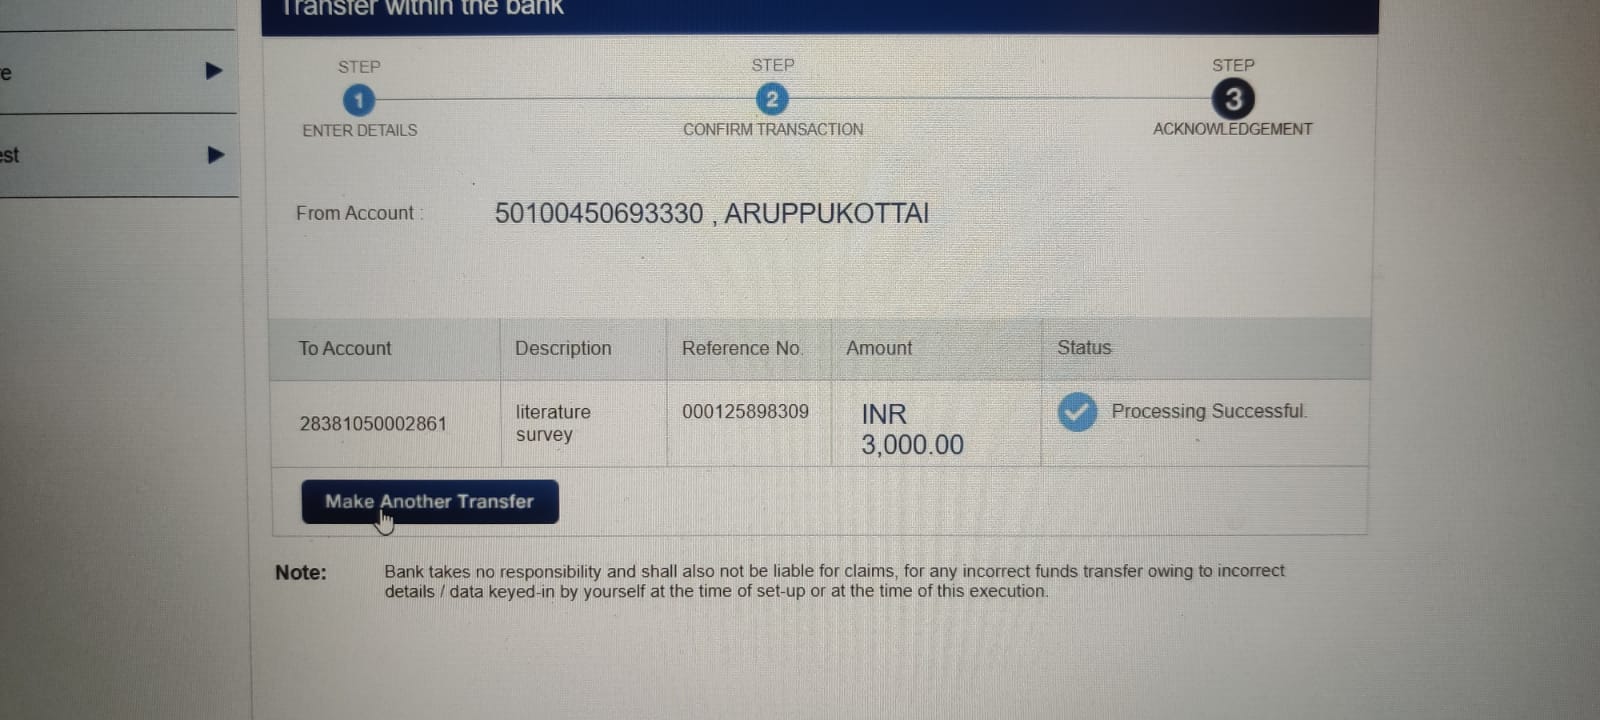 Transfer within the bank
STEP
STEP
STEP
1
2
3
ENTER DETAILS
CONFIRM TRANSACTION
ACKNOWLEDGEMENT
e
est
From Account :
50100450693330 , ARUPPUKOTTAI
To Account
Description
Reference No.
Amount
Status
28381050002861
literature
survey
000125898309
INR
3,000.00
Processing Successful.
Make Another Transfer
Note:
Bank takes no responsibility and shall also not be liable for claims, for any incorrect funds transfer owing to incorrect
details / data keyed-in by yourself at the time of set-up or at the time of this execution.